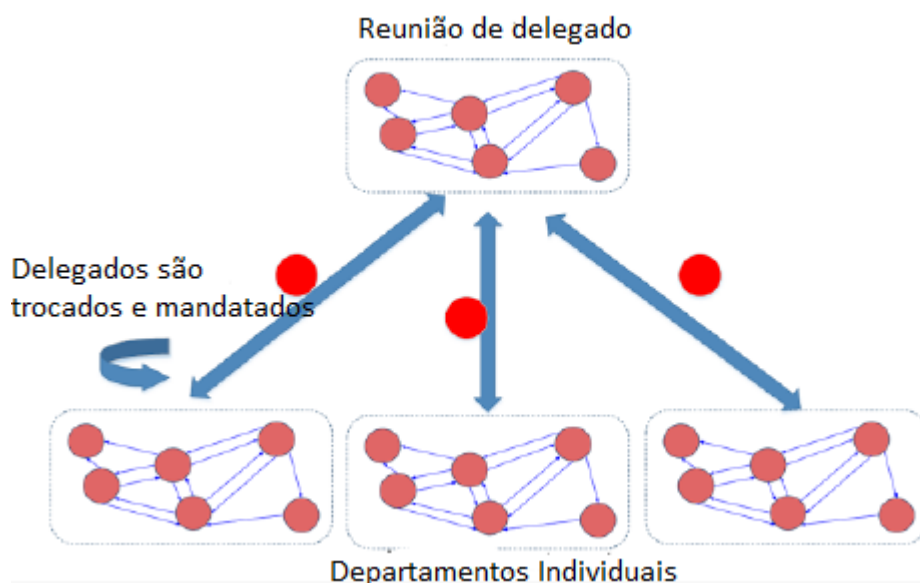 Reunião de delegado
Delegados são
trocados e mandatados
Departamentos Individuais